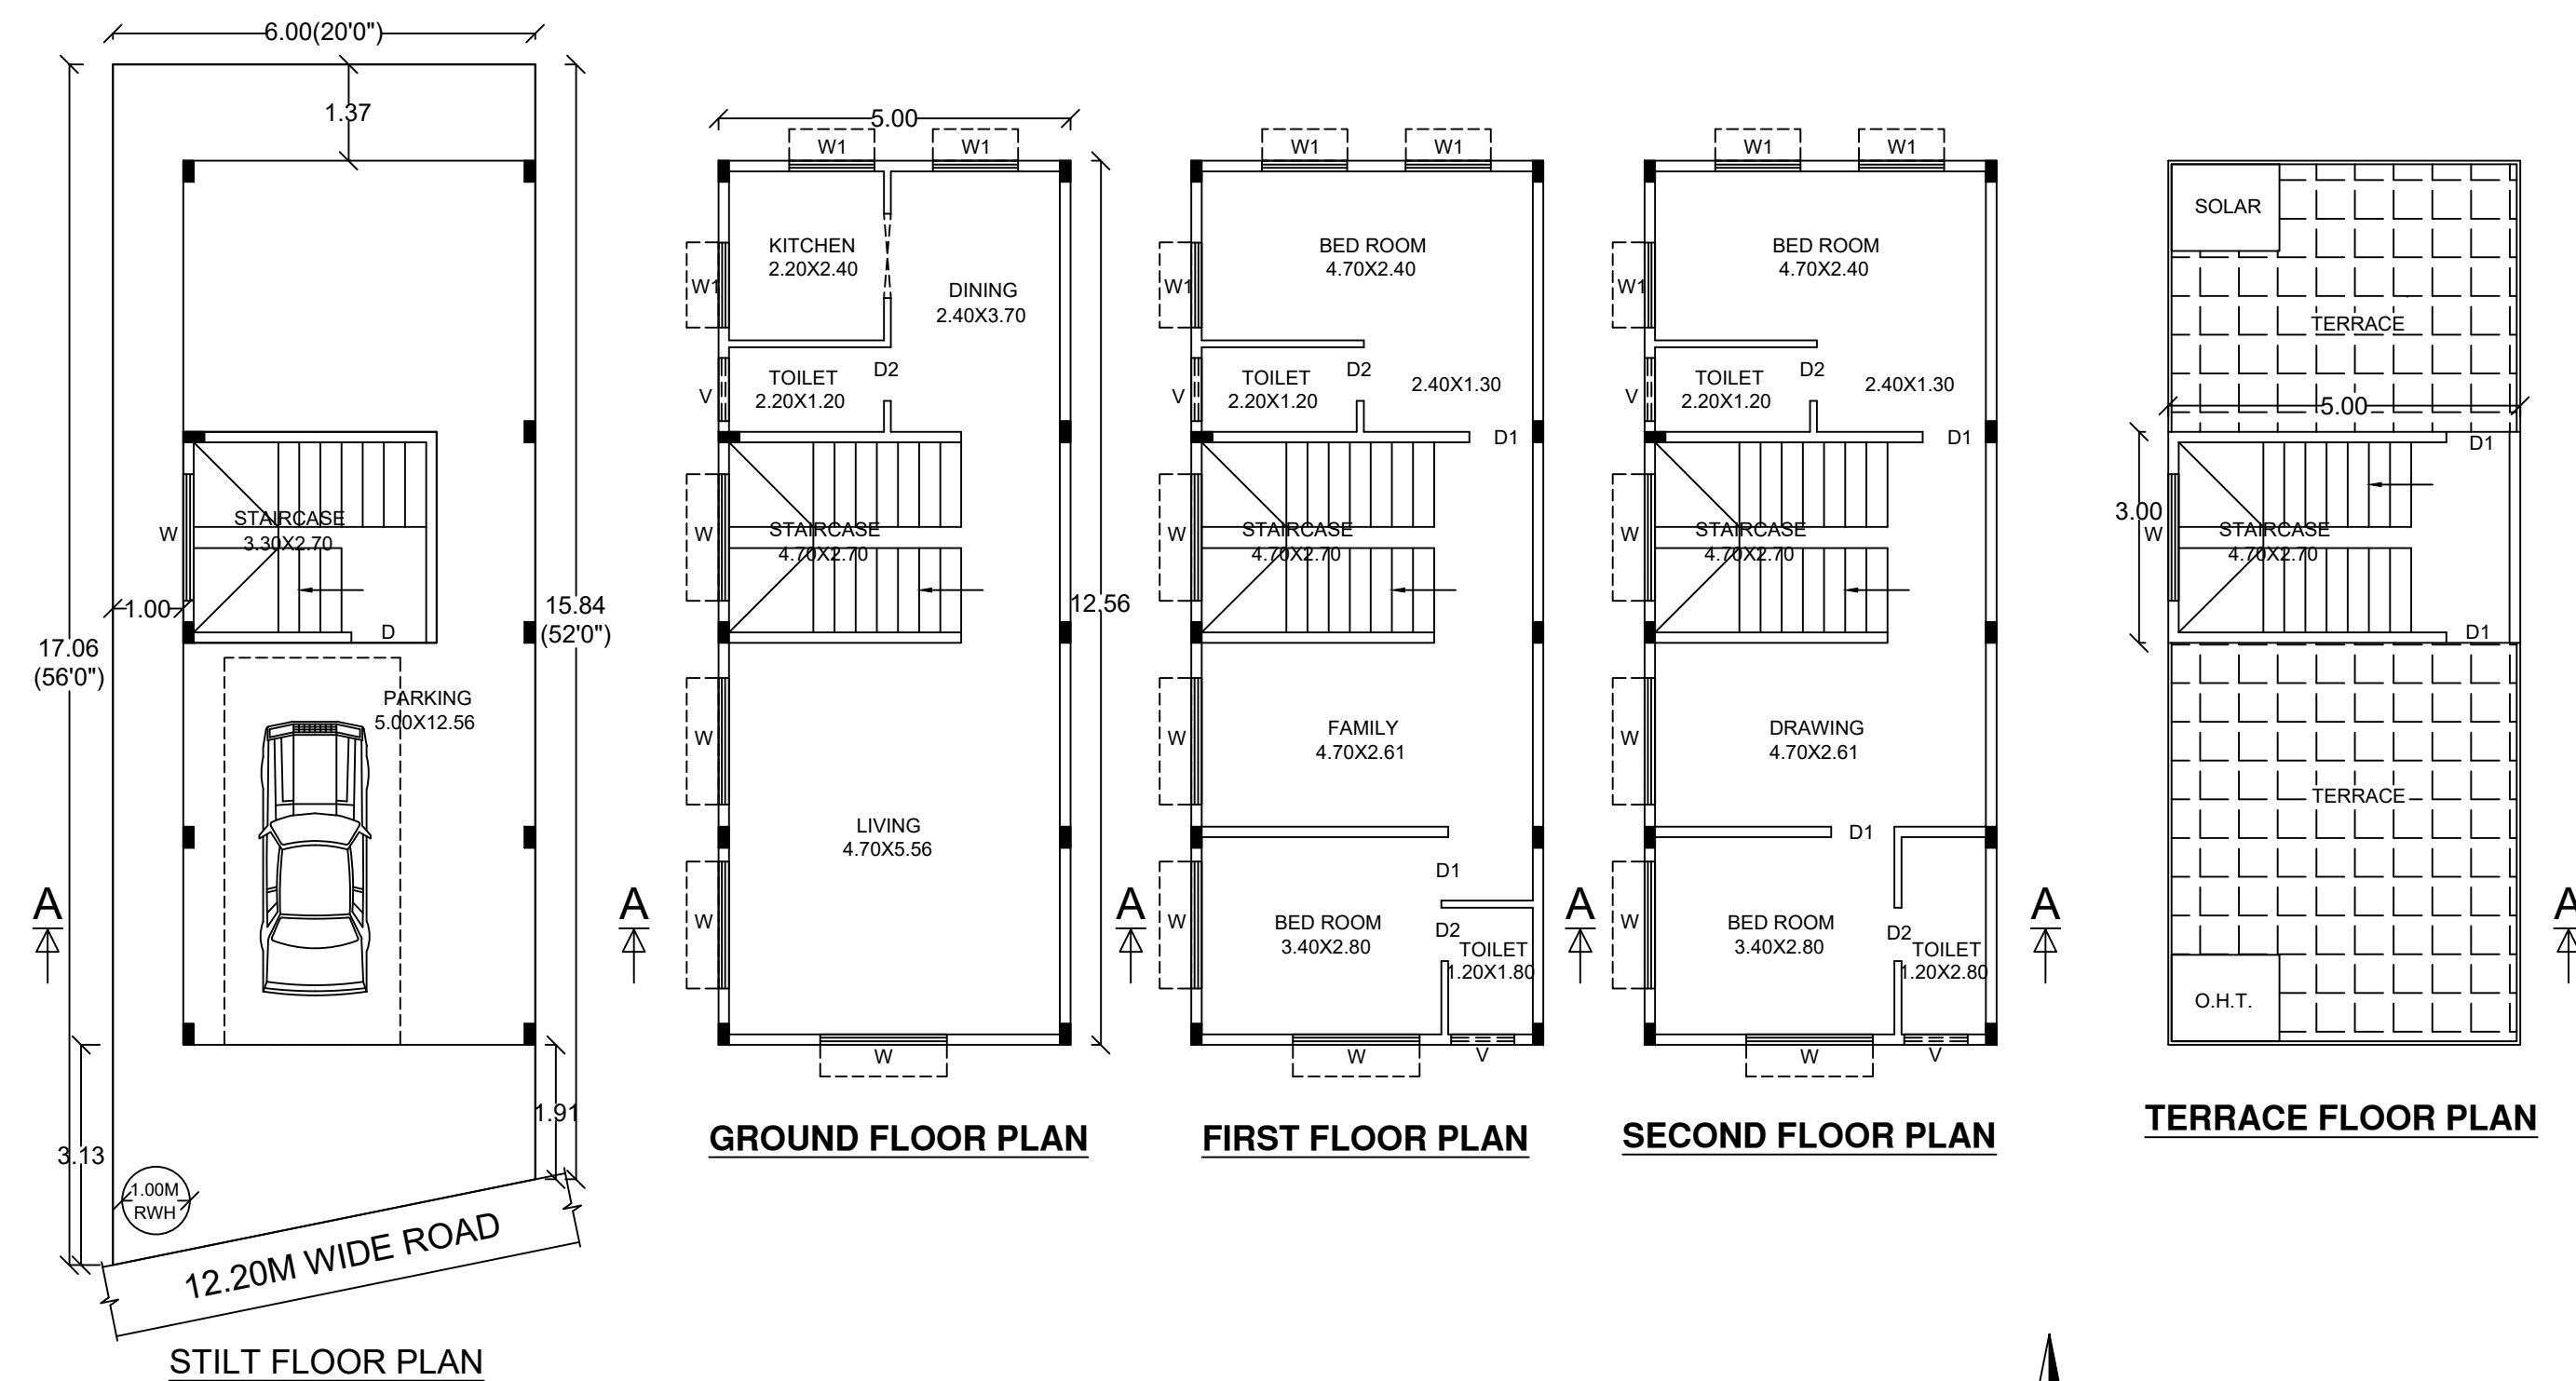 6.00(20'0")
1.37
STAIRCASE
3.30X2.70
W
1.00
D
17.06
(56'0")
15.84
(52'0")
PARKING
5.00X12.56
A
3.13
1.91
1.00M
RWH
12.20M WIDE ROAD
STILT FLOOR PLAN
5.00
W1
W1
KITCHEN
2.20X2.40
W1
DINING
2.40X3.70
TOILET
2.20X1.20
D2
V
STAIRCASE
4.70X2.70
W
12.56
W
LIVING
4.70X5.56
A
W
W
GROUND FLOOR PLAN
W1
W1
BED ROOM
4.70X2.40
W1
TOILET
2.20X1.20
D2
2.40X1.30
V
D1
STAIRCASE
4.70X2.70
W
FAMILY
4.70X2.61
W
D1
A
W
BED ROOM
3.40X2.80
D2
TOILET
1.20X1.80
W
V
FIRST FLOOR PLAN
W1
W1
BED ROOM
4.70X2.40
W1
TOILET
2.20X1.20
D2
2.40X1.30
V
D1
STAIRCASE
4.70X2.70
W
DRAWING
4.70X2.61
W
D1
A
W
BED ROOM
3.40X2.80
D2
TOILET
1.20X2.80
W
V
SECOND FLOOR PLAN
SOLAR
TERRACE
5.00
D1
3.00
W
STAIRCASE
4.70X2.70
D1
TERRACE
A
A
O.H.T.
TERRACE FLOOR PLAN